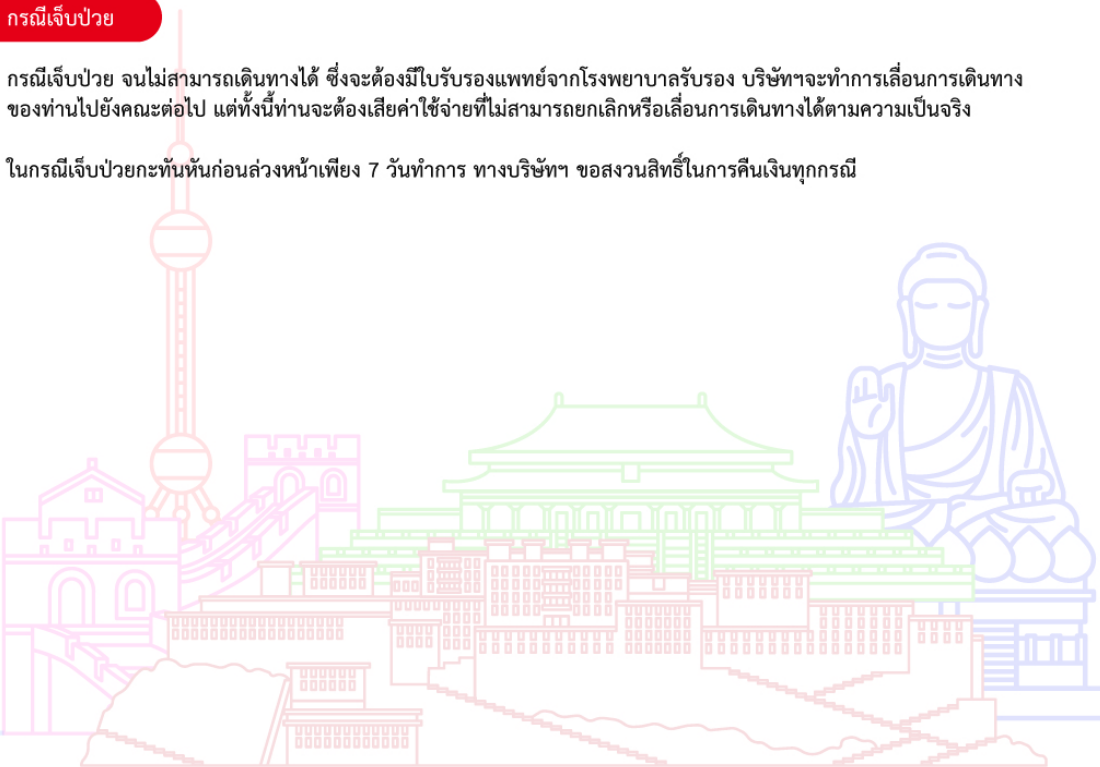 กรณีเจ็บป่วย
กรณีเจ็บป่วย จนไม่สามารถเดินทางได้ ซึ่งจะต้องมีใบรับรองแพทย์จากโรงพยาบาลรับรอง บริษัทฯจะทำการเลื่อนการเดินทาง
ของท่านไปยังคณะต่อไป แต่ทั้งนี้ท่านจะต้องเสียค่าใช้จ่ายที่ไม่สามารถยกเลิกหรือเลื่อนการเดินทางได้ตามความเป็นจริง
ในกรณีเจ็บป่วยกะทันหันก่อนล่วงหน้าเพียง 7 วันทำการ ทางบริษัทฯ ขอสงวนสิทธิ์ในการคืนเงินทุกกรณี